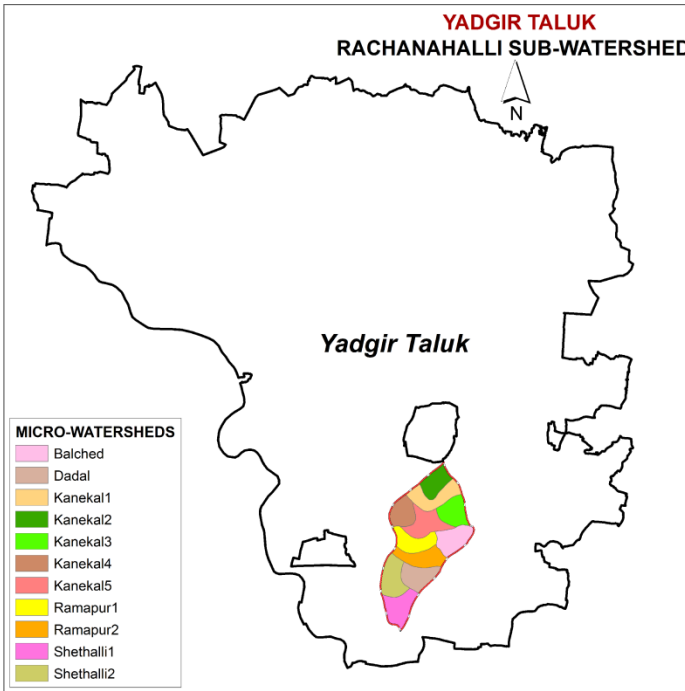 YADGIR TALUK
RACHANAHALLI SUB-WATERSHED
N
Yadgir Taluk
MICRO-WATERSHEDS
Balched
Dadal
Kanekal1
Kanekal2
Kanekal3
Kanekal4
Kanekal5
Ramapur1
Ramapur2
Shethalli1
Shethalli2